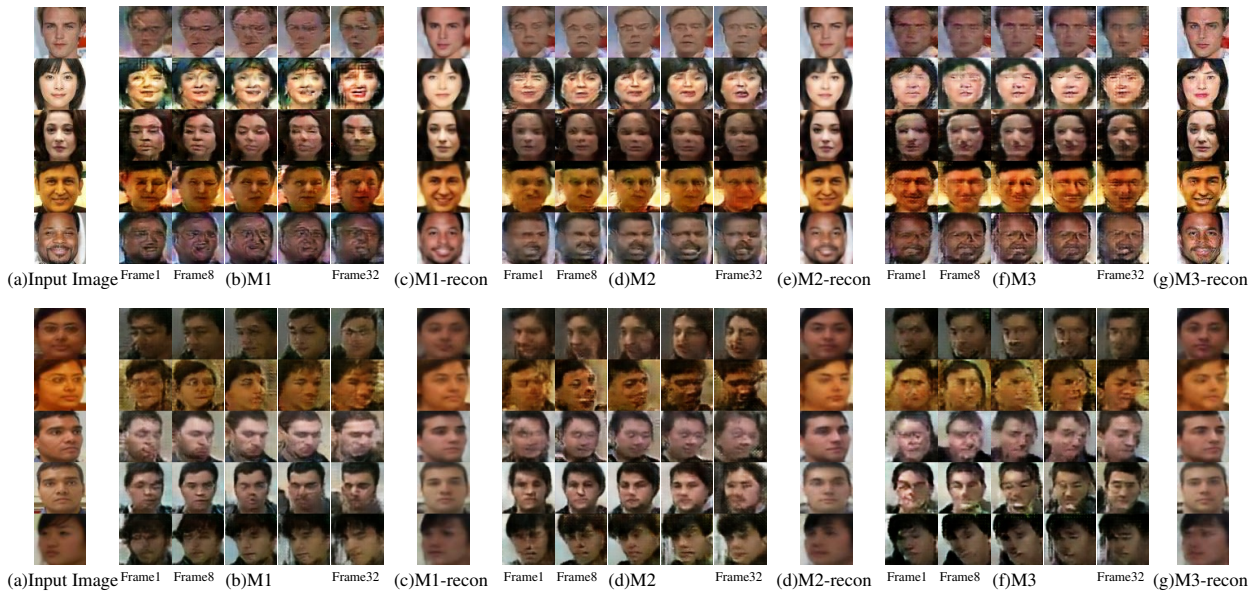 (a)Input Image Frame1 Frame8 (b)M1 Frame32 (c)M1-recon Frame1 Frame8 (d)M2 Frame32 (e)M2-recon Frame1 Frame8 (f)M3 Frame32 (g)M3-recon
(a)Input Image Frame1 Frame8 (b)M1 Frame32 (c)M1-recon Frame1 Frame8 (d)M2 Frame32 (d)M2-recon Frame1 Frame8 (f)M3 Frame32 (g)M3-recon